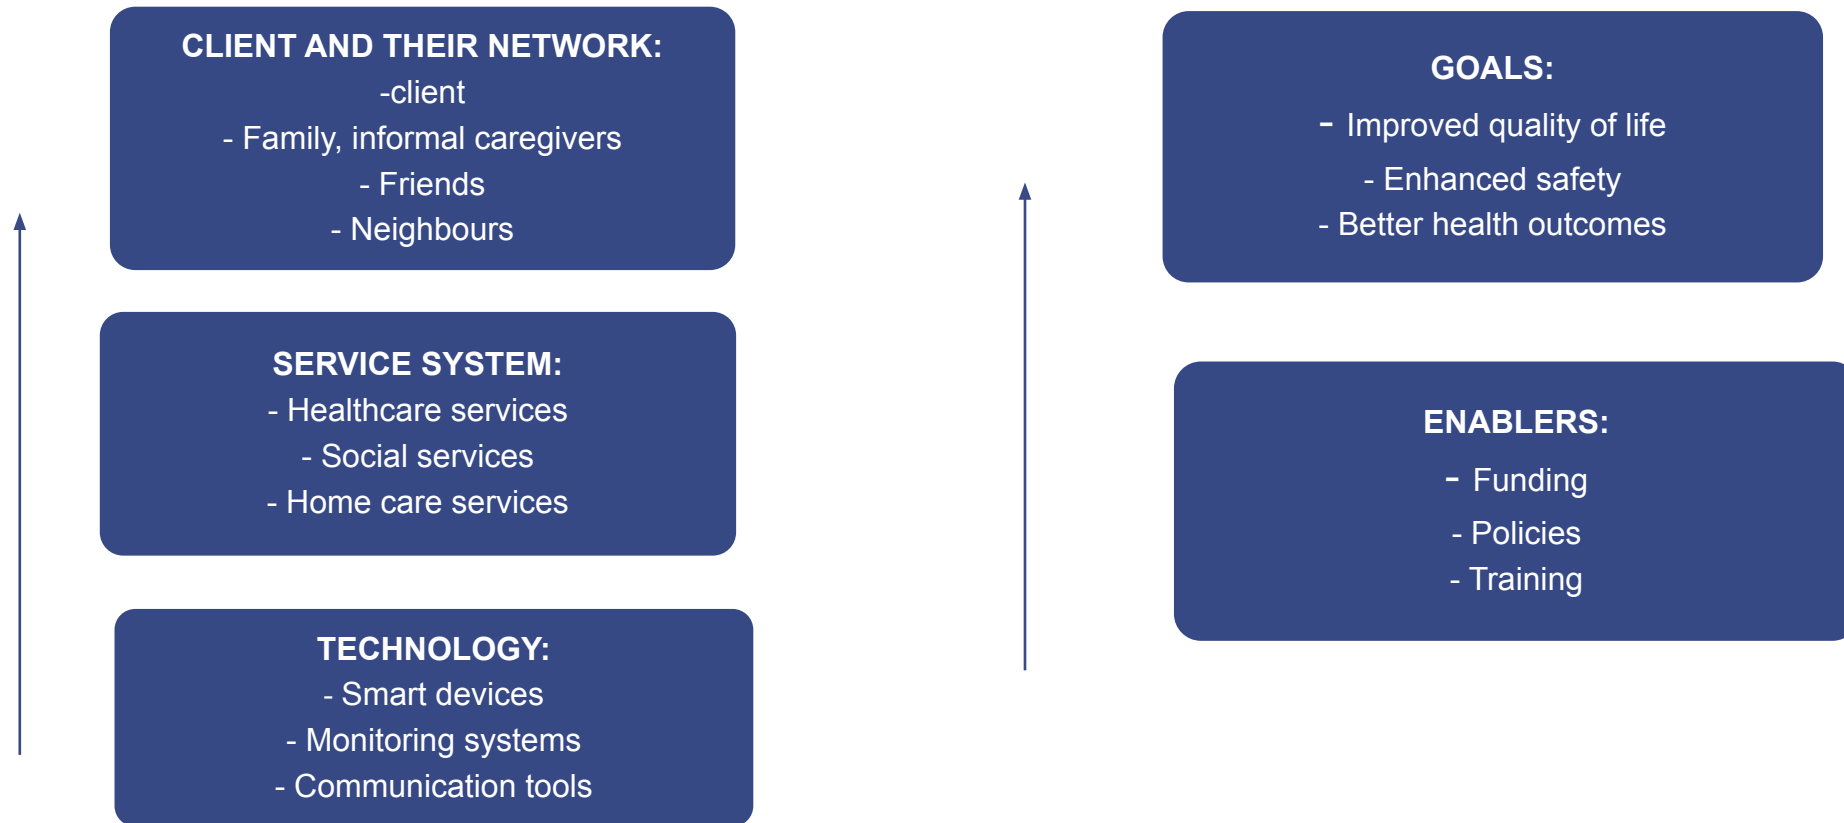 CLIENT AND THEIR NETWORK:
-client
- Family, informal caregivers
- Friends
- Neighbours
SERVICE SYSTEM:
- Healthcare services
- Social services
- Home care services
TECHNOLOGY:
- Smart devices
- Monitoring systems
- Communication tools
GOALS:
- Improved quality of life
- Enhanced safety
- Better health outcomes
ENABLERS:
- Funding
- Policies
- Training